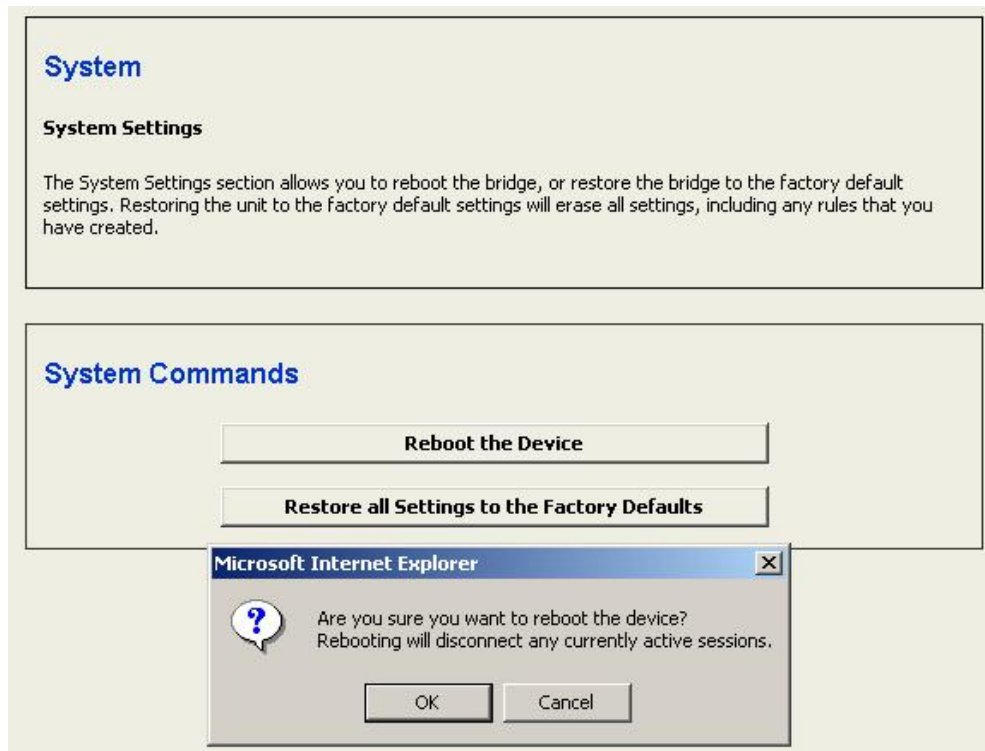 System
System Settings
The System Settings section allows you to reboot the bridge, or restore the bridge to the factory default
settings. Restoring the unit to the factory default settings will erase all settings, including any rules that you
have created.
System Commands
Reboot the Device
Restore all Settings to the Factory Defaults
Microsoft Internet Explorer
?
Are you sure you want to reboot the device?
Rebooting will disconnect any currently active sessions.
OK
Cancel